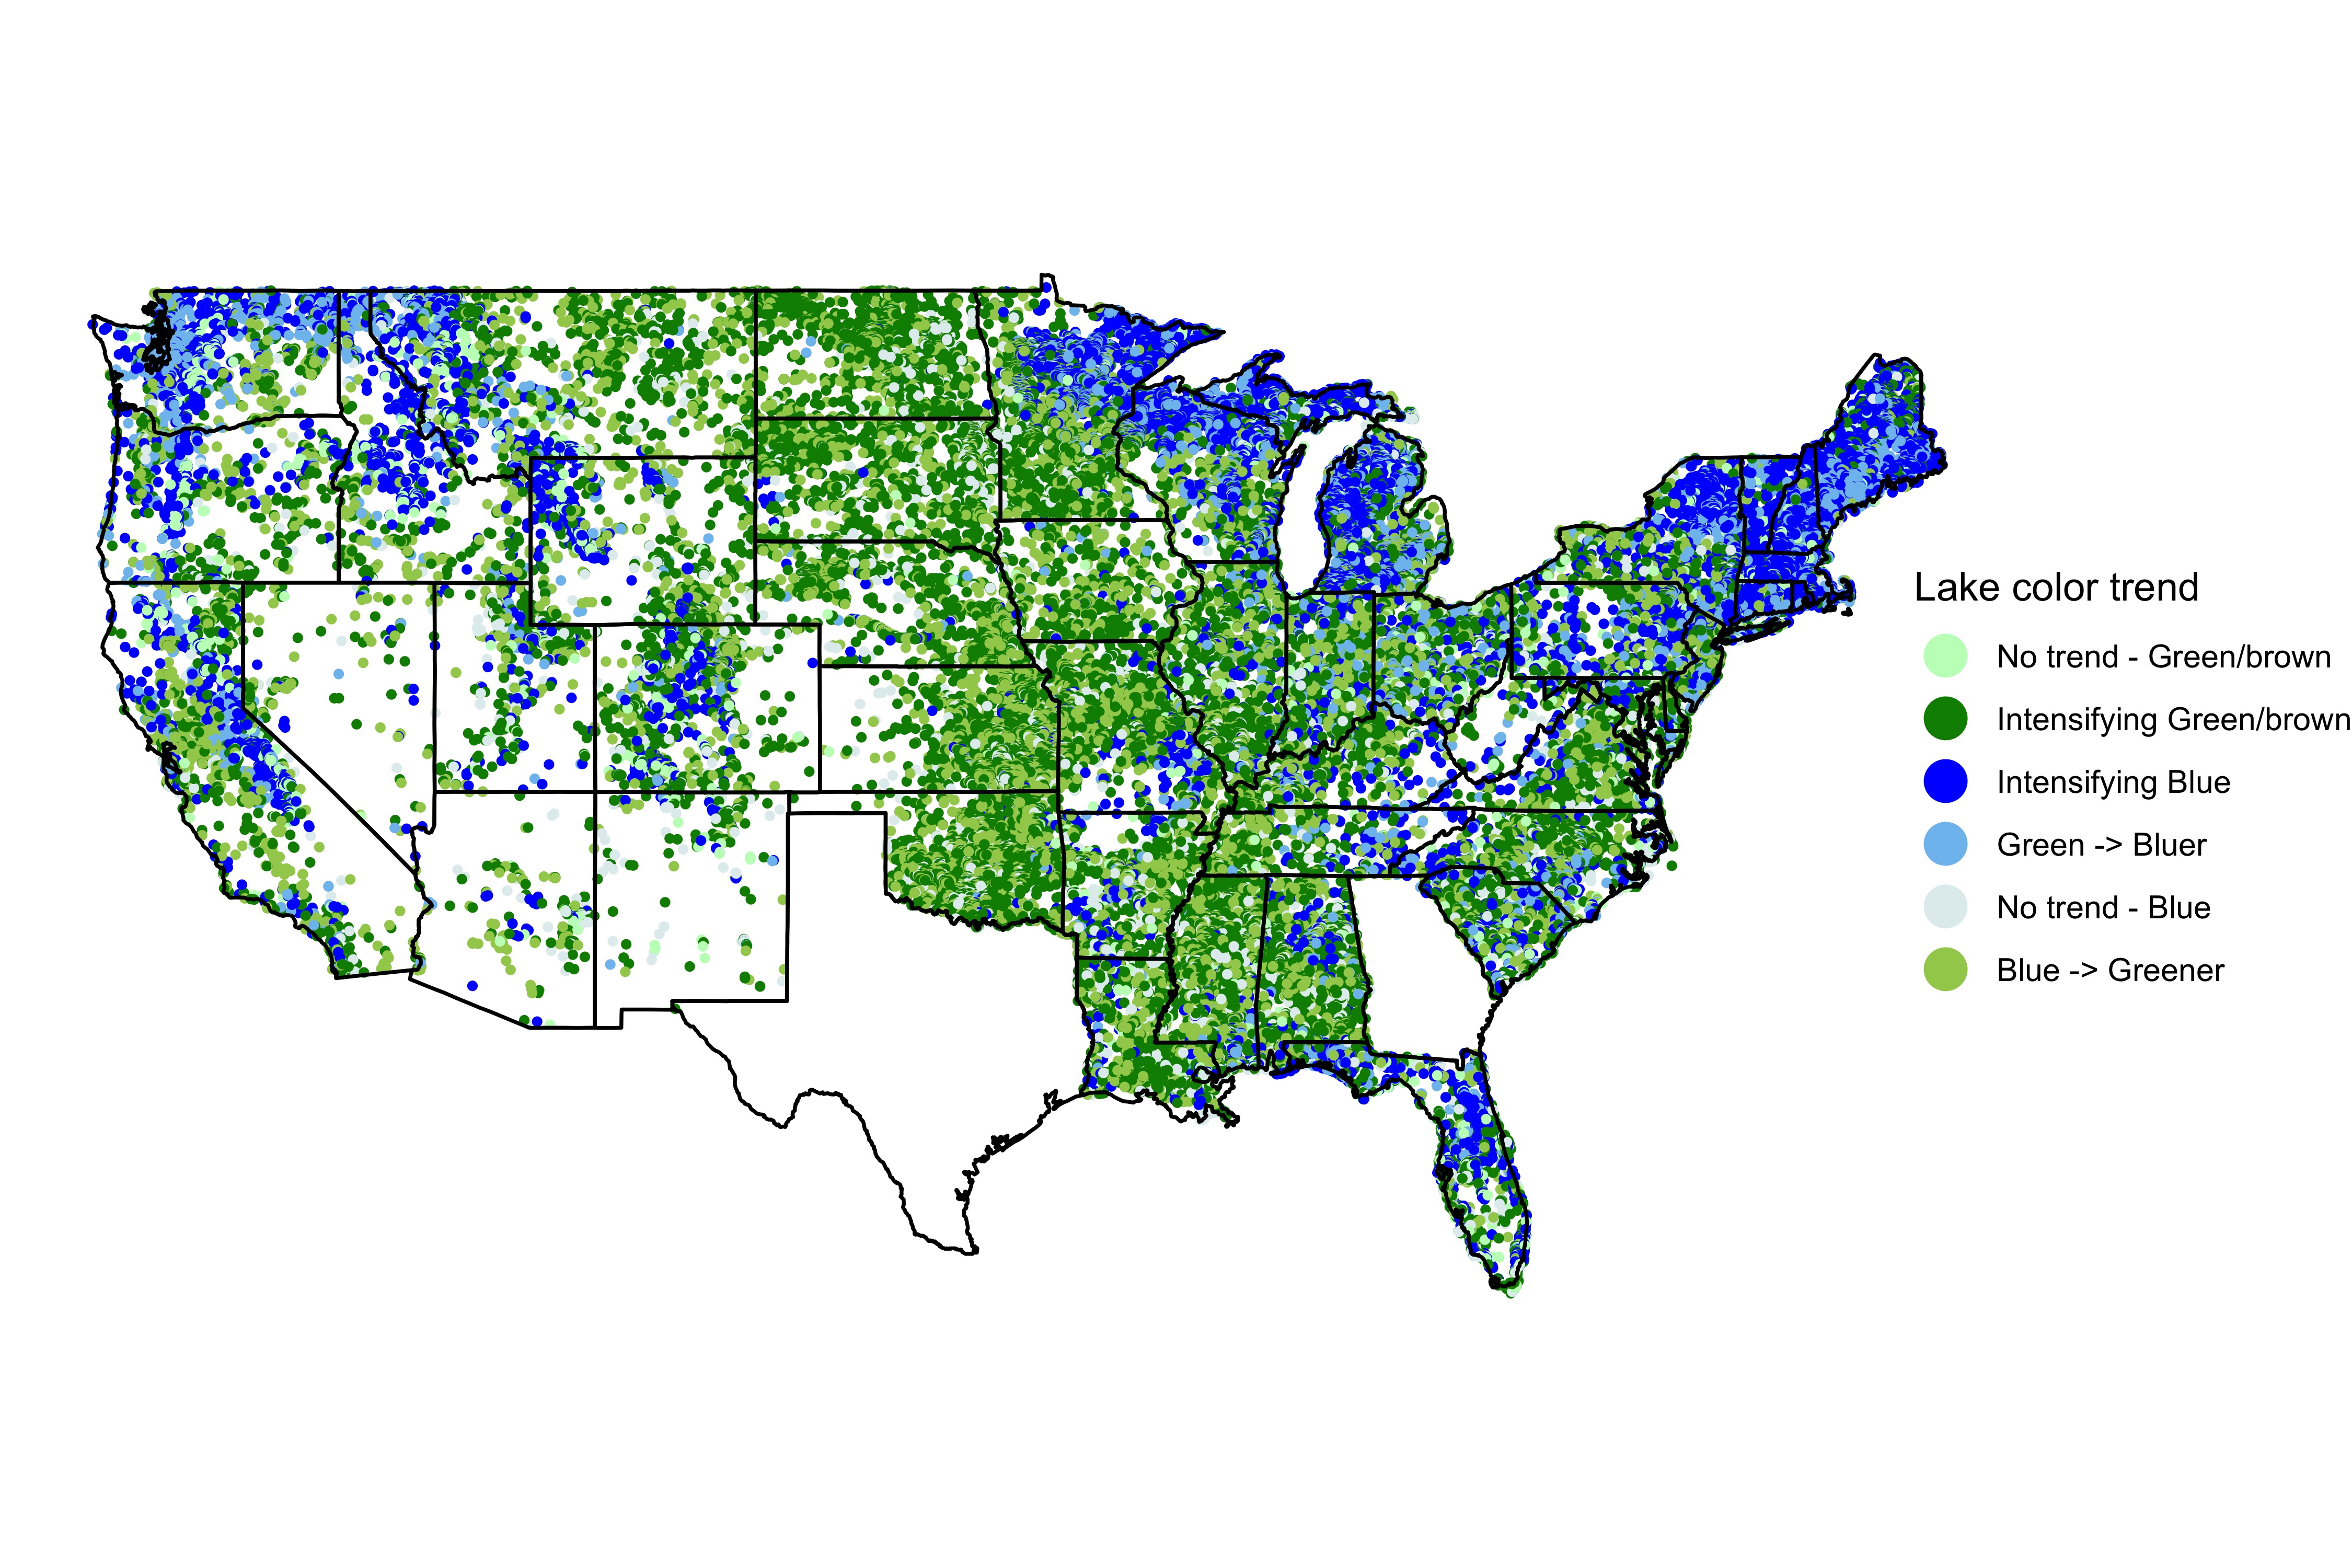 Lake color trend
No trend - Green/brown
Intensifying Green/brown
Intensifying Blue
Green -> Bluer
No trend - Blue
Blue -> Greener